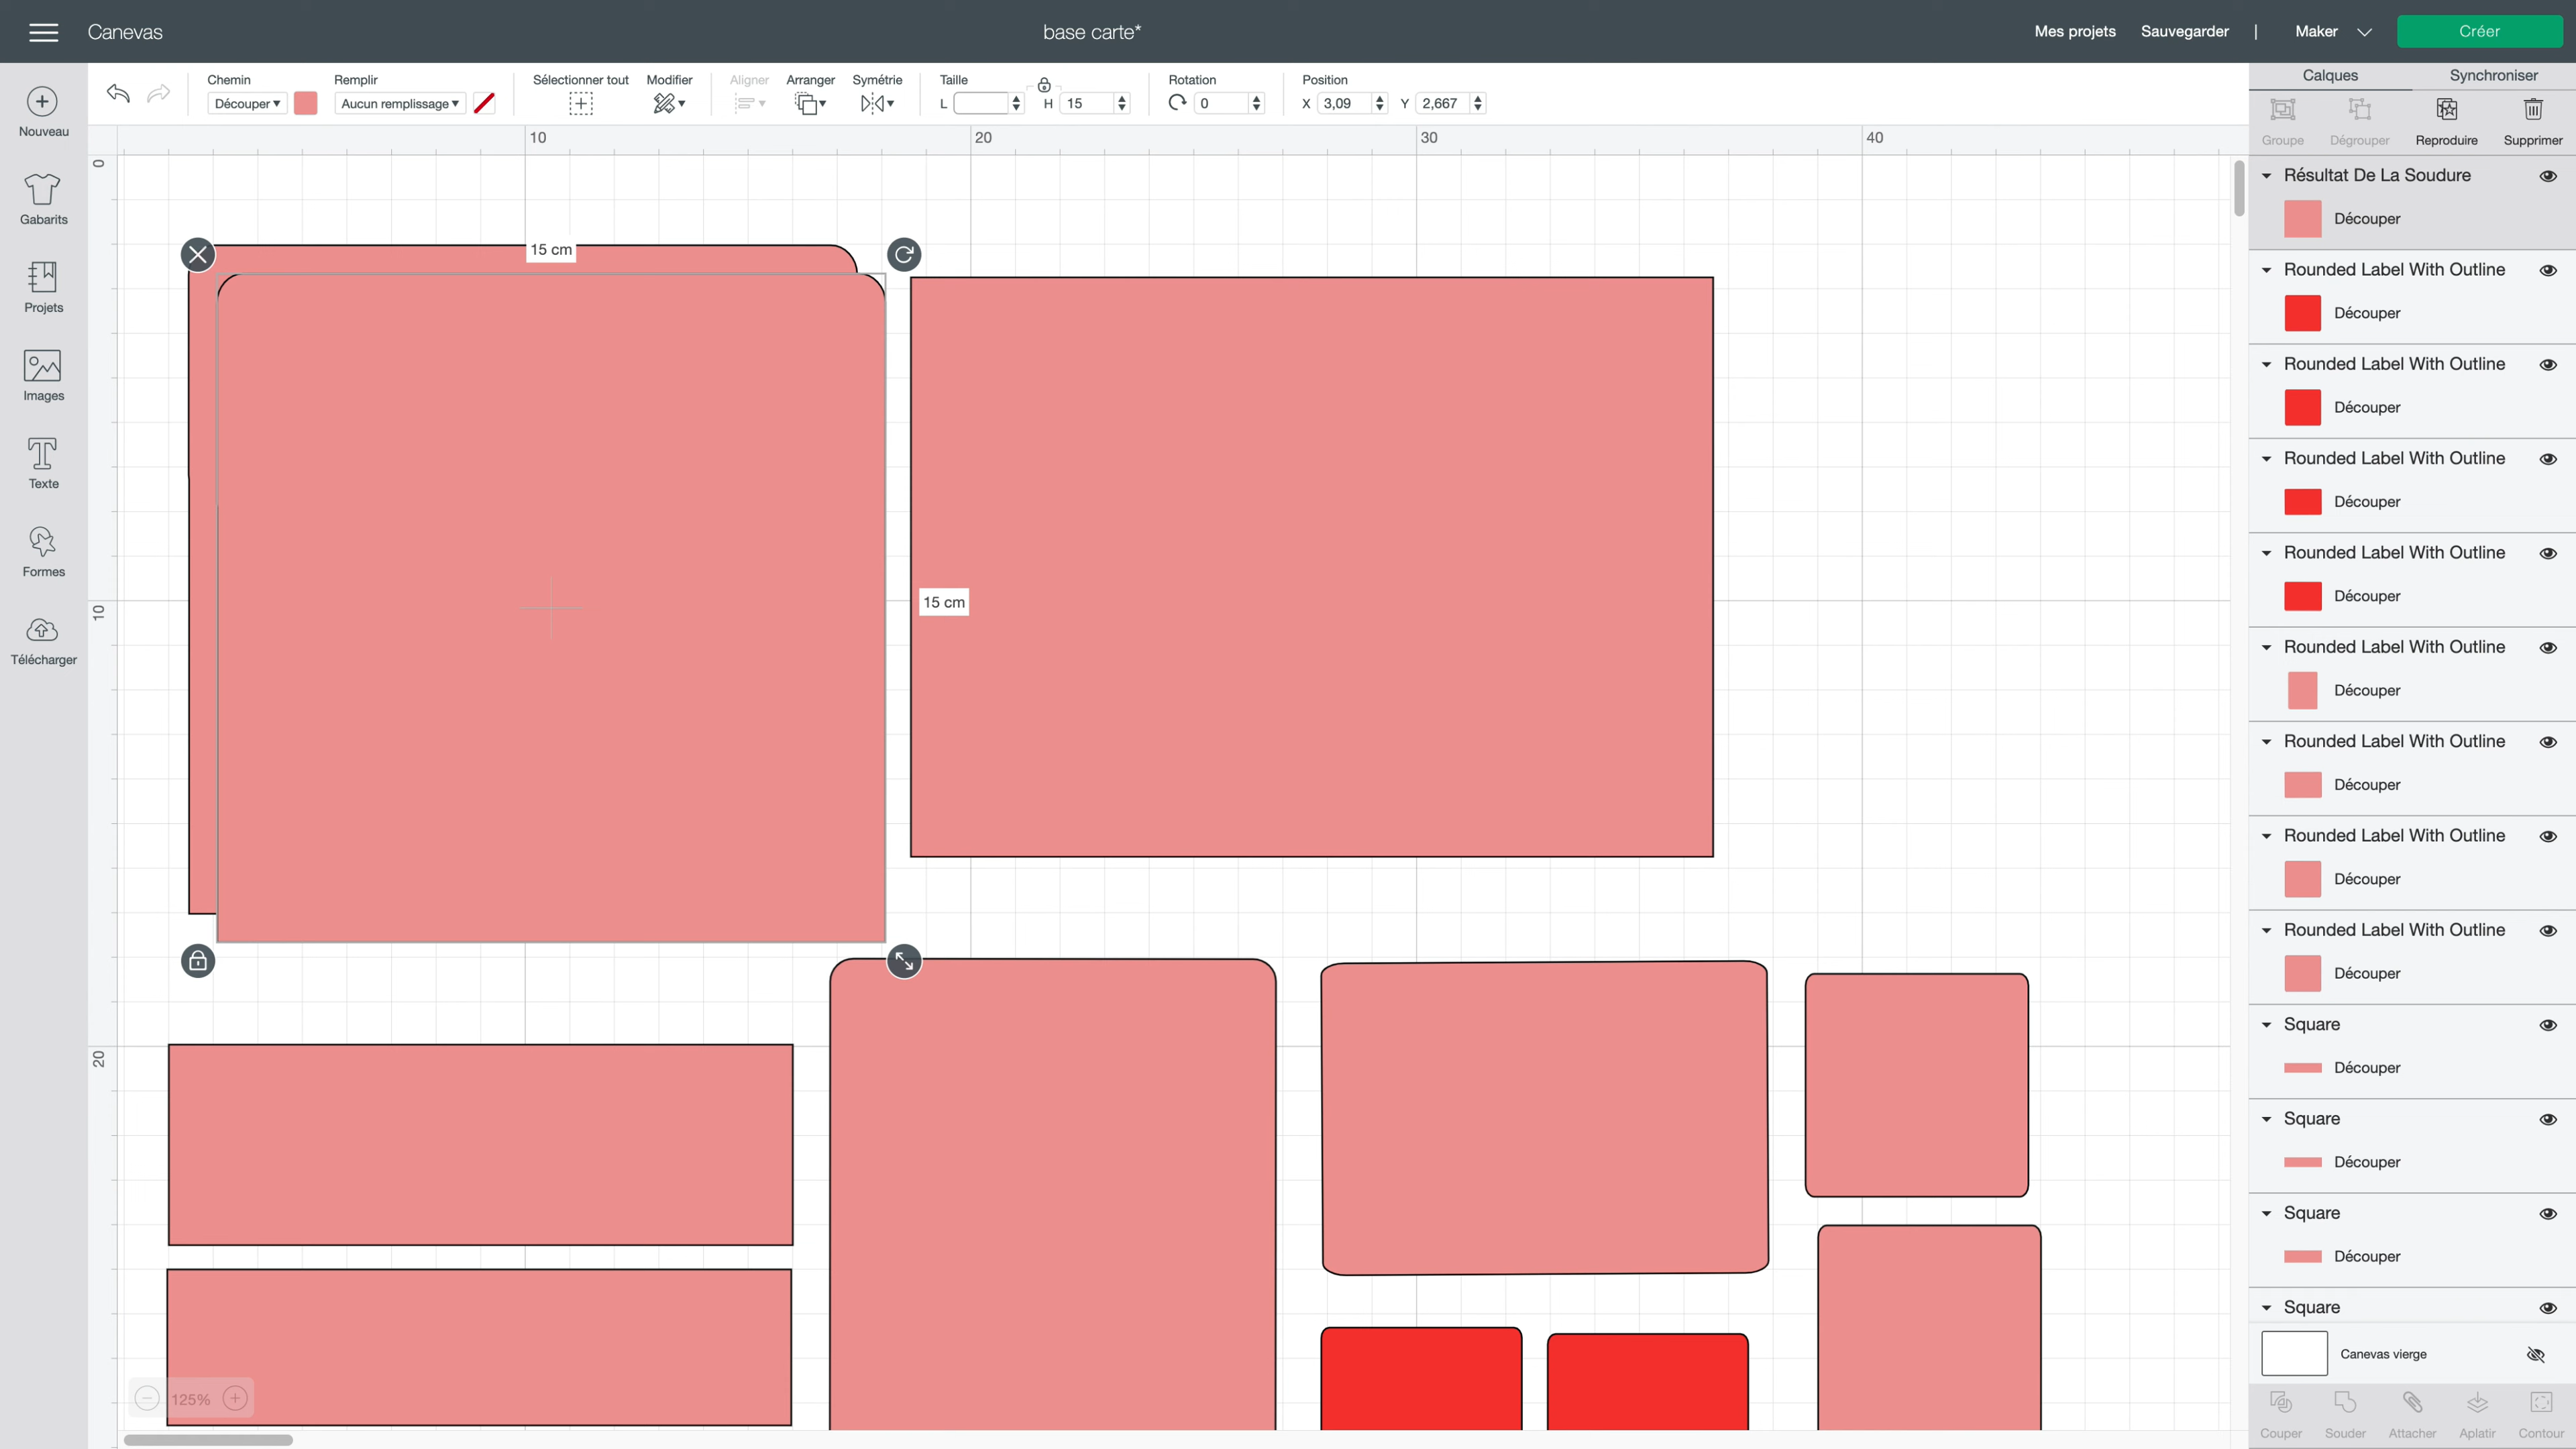 Canevas
base carte*
Mes projets Sauvegarder | Maker Créer
Nouveau
Gabarits
Projets
Images
Texte
Formes
Télécharger
Chemin Remplir Sélectionner tout Modifier Aligner Arranger Symétrie Taille Rotation Position
Découper Aucun remplissage L H 15 0 X 3,09 Y 2,667
10 20 30 40
0
10
20
15 cm
15 cm
125%
Calques Synchroniser
Groupe Dégrouper Reproduire Supprimer
Résultat De La Soudure
Découper
Rounded Label With Outline
Découper
Rounded Label With Outline
Découper
Rounded Label With Outline
Découper
Rounded Label With Outline
Découper
Rounded Label With Outline
Découper
Rounded Label With Outline
Découper
Rounded Label With Outline
Découper
Rounded Label With Outline
Découper
Square
Découper
Square
Découper
Square
Découper
Square
Canevas vierge
Couper Souder Attacher Aplatir Contour